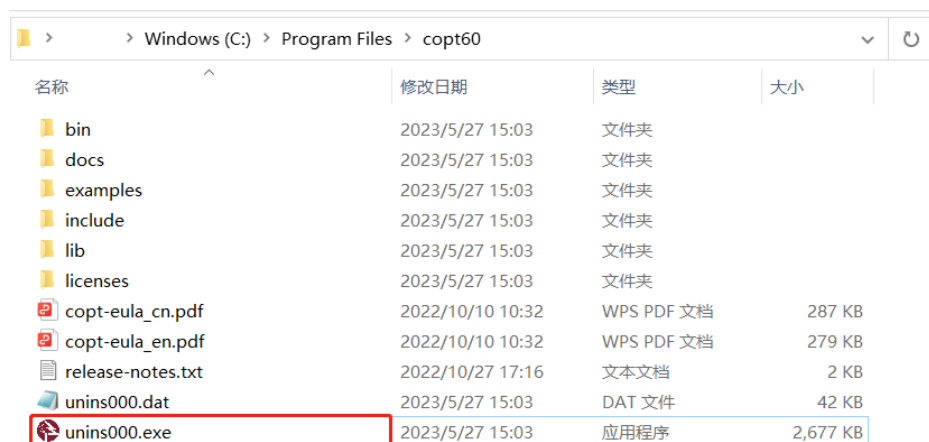 Windows (C:) > Program Files > copt60
名称 修改日期 类型 大小
bin 2023/5/27 15:03 文件夹
docs 2023/5/27 15:03 文件夹
examples 2023/5/27 15:03 文件夹
include 2023/5/27 15:03 文件夹
lib 2023/5/27 15:03 文件夹
licenses 2023/5/27 15:03 文件夹
copt-eula_cn.pdf 2022/10/10 10:32 WPS PDF 文档 287 KB
copt-eula_en.pdf 2022/10/10 10:32 WPS PDF 文档 279 KB
release-notes.txt 2022/10/27 17:16 文本文档 2 KB
unins000.dat 2023/5/27 15:03 DAT 文件 42 KB
unins000.exe 2023/5/27 15:03 应用程序 2,677 KB